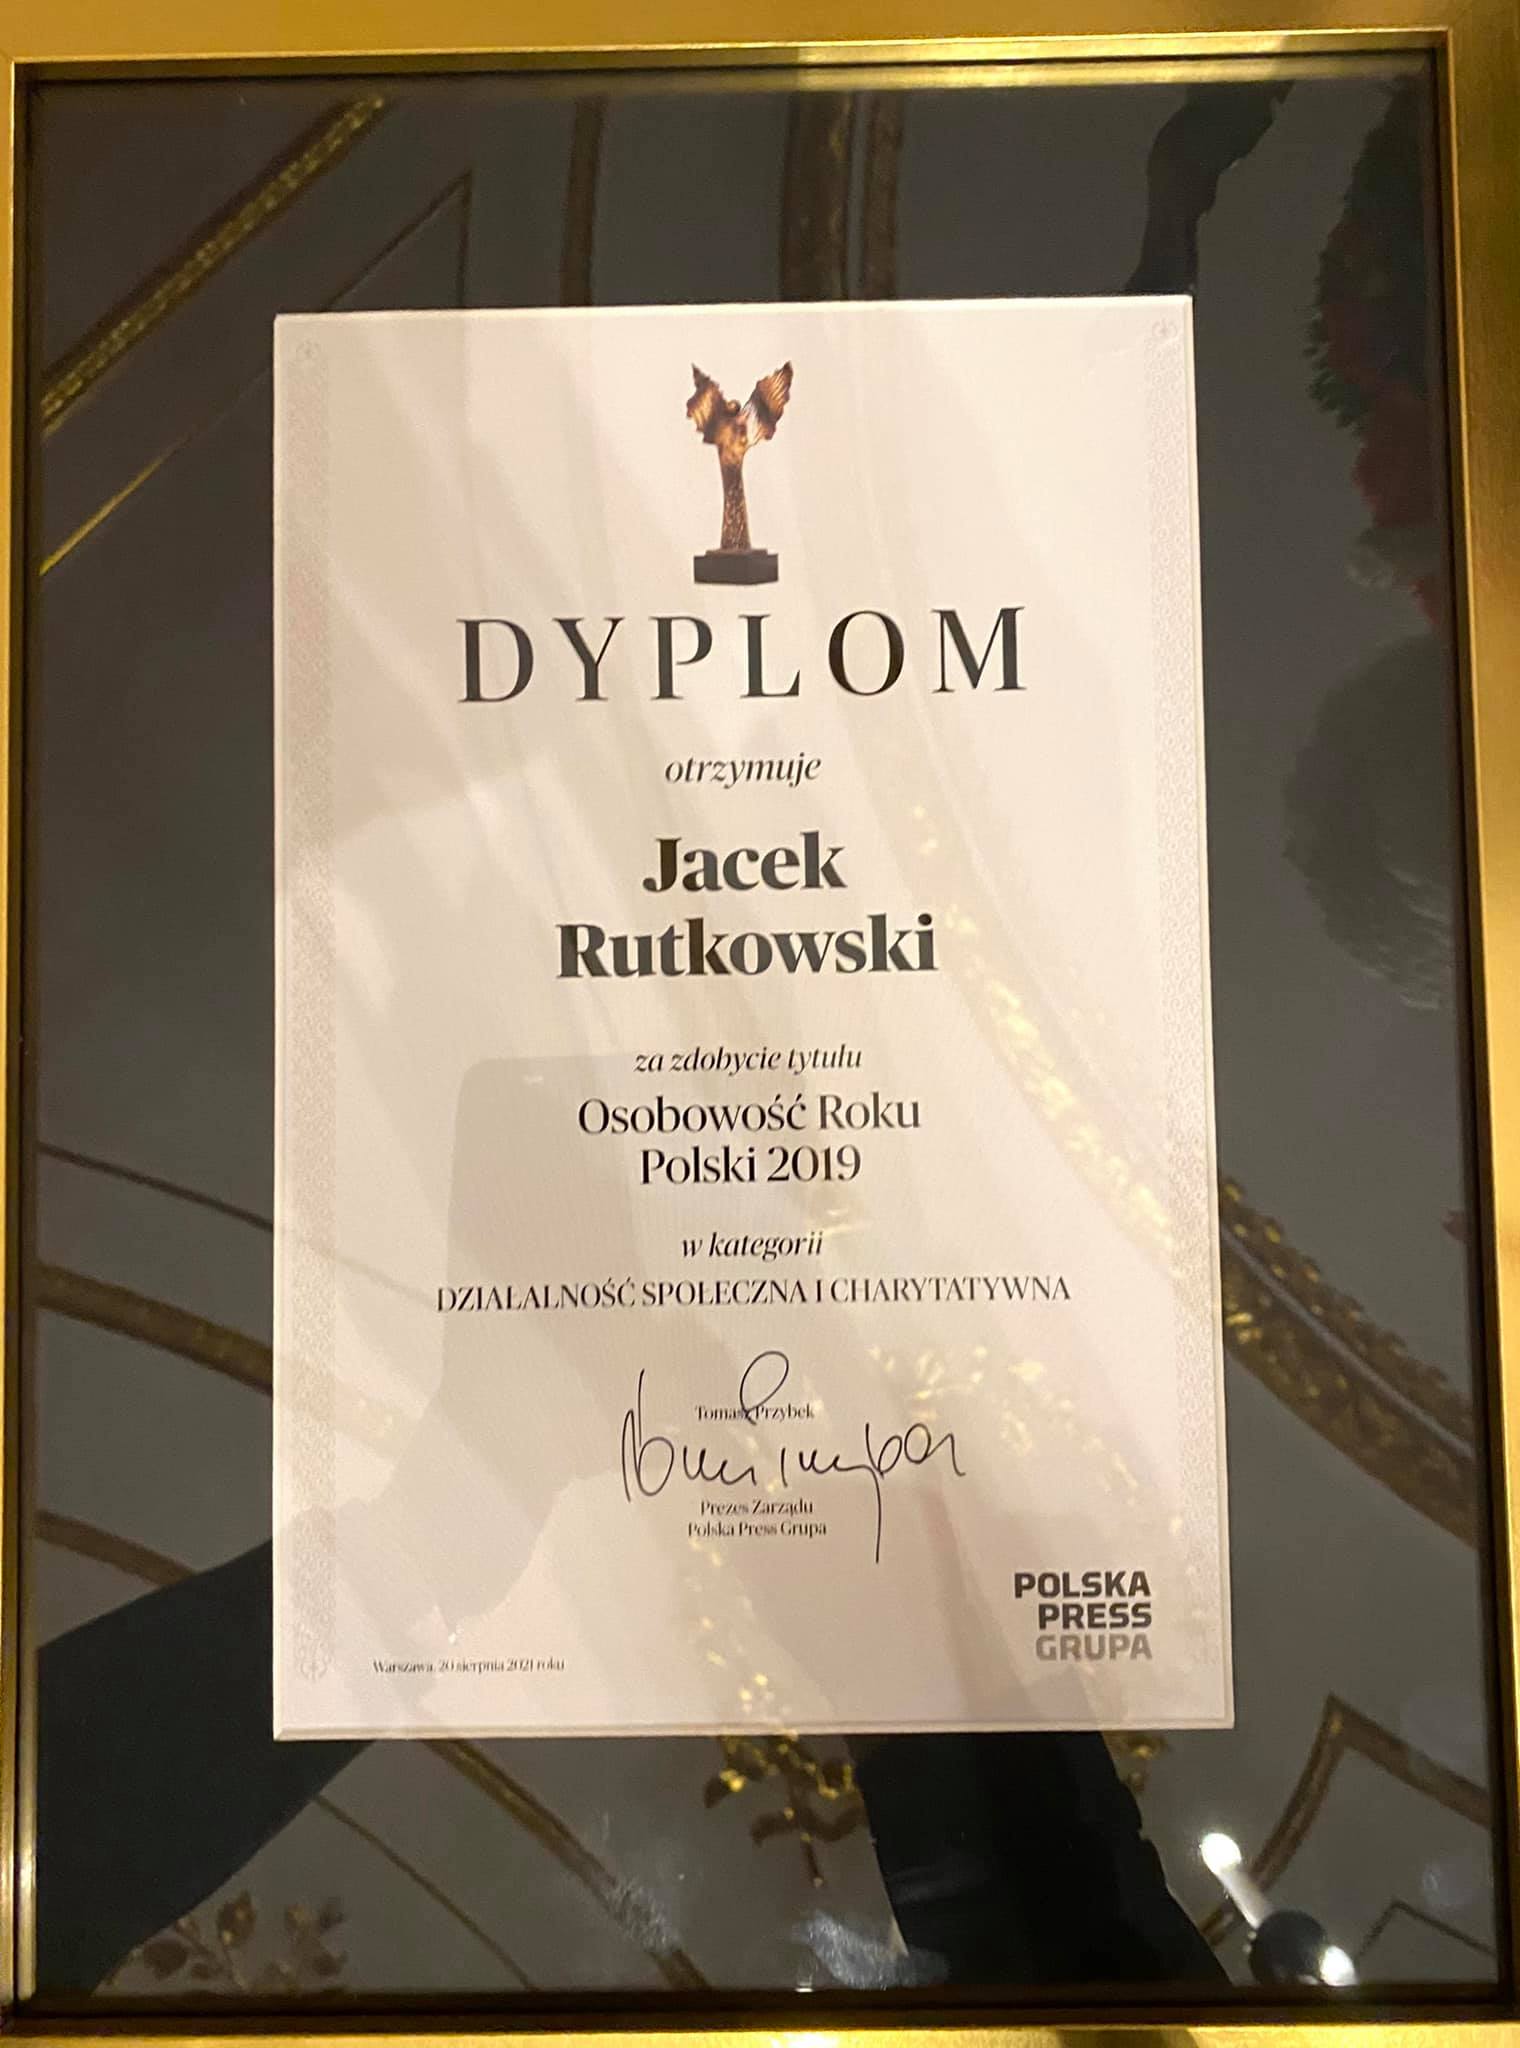 DYPLOM
otrzymuje
Jacek
Rutkowski
za zdobycie tytułu
Osobowość Roku
Polski 2019
w kategorii
DZIAŁALNOŚĆ SPOŁECZNA I CHARYTATYWNA
Tomasz Przybek
Prezes Zarządu
Polska Press Grupa
POLSKA
PRESS
GRUPA
Warszawa, 20 sierpnia 2021 roku